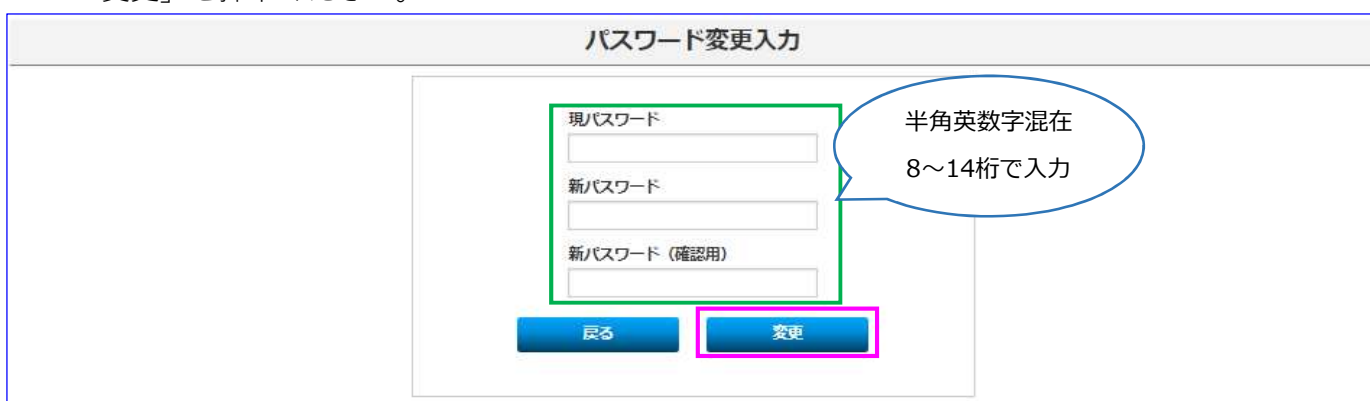 パスワード変更入力
現パスワード
半角英数字混在
8～14桁で入力
新パスワード
新パスワード（確認用）
戻る
変更